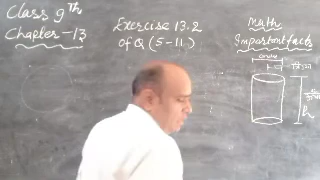 Class 9th
Chapter-13
Exercise 13.2
of Q (5-11)
Math
Important facts
h